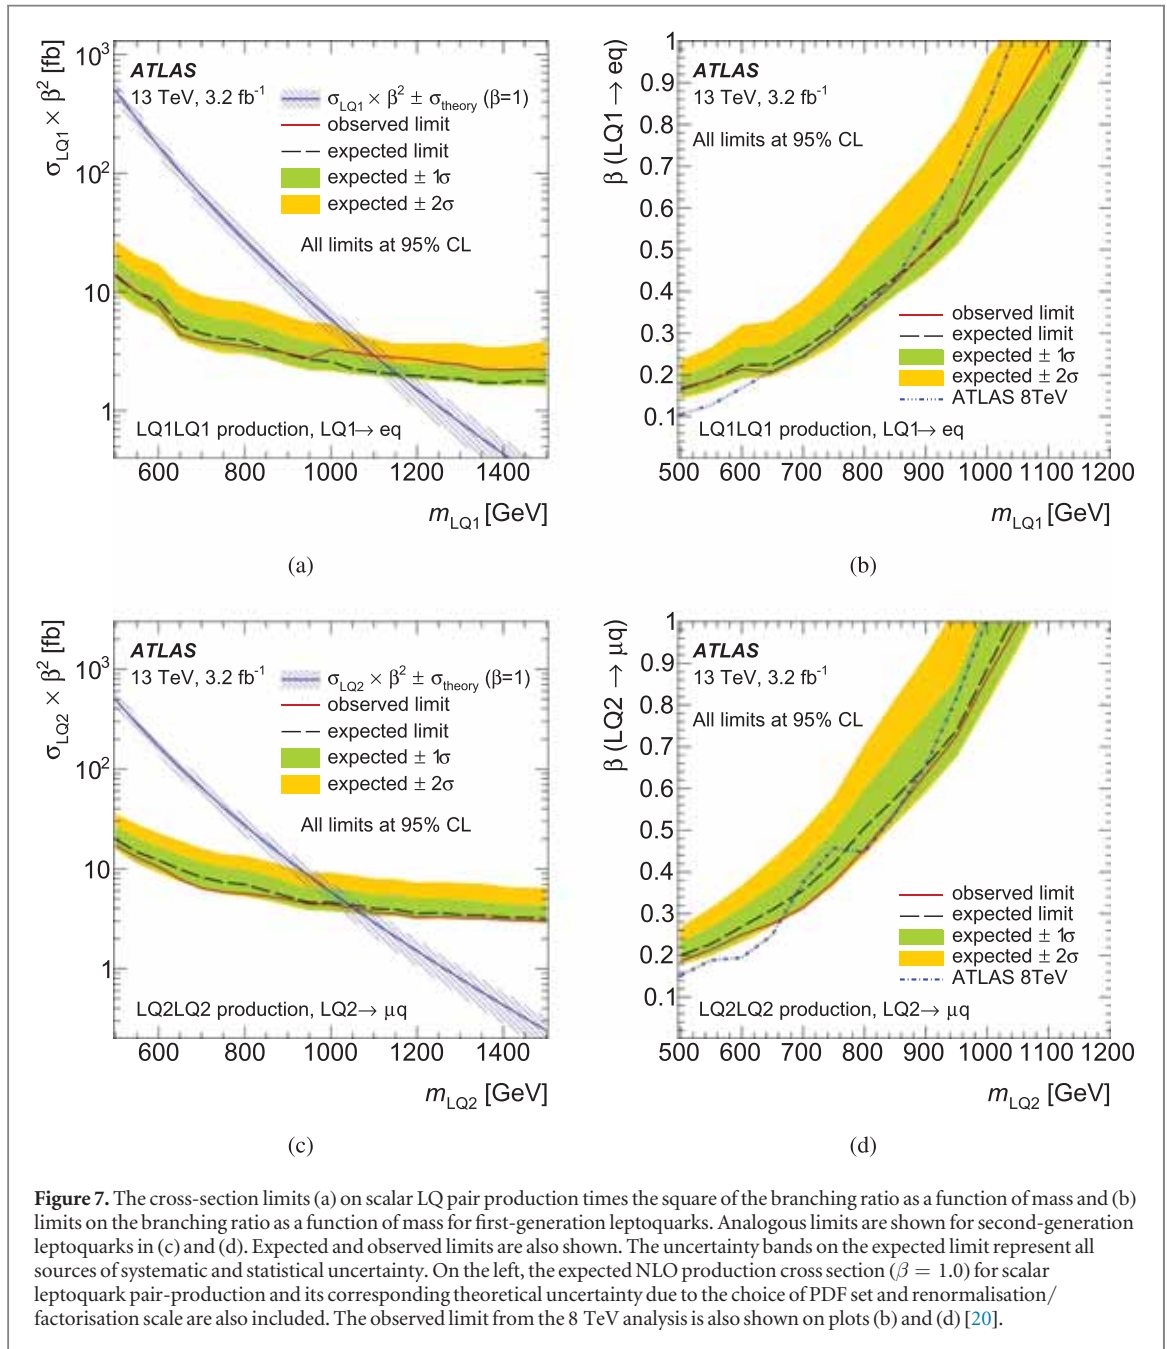 σLQ1 × β² [fb]
10³
10²
10
1
ATLAS
13 TeV, 3.2 fb⁻¹
σLQ1 × β² ± σtheory (β=1)
observed limit
expected limit
expected ± 1σ
expected ± 2σ
All limits at 95% CL
LQ1LQ1 production, LQ1→ eq
600 800 1000 1200 1400
mLQ1 [GeV]
(a)
β (LQ1 → eq)
1
0.9
0.8
0.7
0.6
0.5
0.4
0.3
0.2
0.1
ATLAS
13 TeV, 3.2 fb⁻¹
All limits at 95% CL
observed limit
expected limit
expected ± 1σ
expected ± 2σ
ATLAS 8TeV
LQ1LQ1 production, LQ1→ eq
500 600 700 800 900 1000 1100 1200
mLQ1 [GeV]
(b)
σLQ2 × β² [fb]
10³
10²
10
1
ATLAS
13 TeV, 3.2 fb⁻¹
σLQ2 × β² ± σtheory (β=1)
observed limit
expected limit
expected ± 1σ
expected ± 2σ
All limits at 95% CL
LQ2LQ2 production, LQ2→ μq
600 800 1000 1200 1400
mLQ2 [GeV]
(c)
β (LQ2 → μq)
1
0.9
0.8
0.7
0.6
0.5
0.4
0.3
0.2
0.1
ATLAS
13 TeV, 3.2 fb⁻¹
All limits at 95% CL
observed limit
expected limit
expected ± 1σ
expected ± 2σ
ATLAS 8TeV
LQ2LQ2 production, LQ2→ μq
500 600 700 800 900 1000 1100 1200
mLQ2 [GeV]
(d)
Figure 7. The cross-section limits (a) on scalar LQ pair production times the square of the branching ratio as a function of mass and (b)
limits on the branching ratio as a function of mass for first-generation leptoquarks. Analogous limits are shown for second-generation
leptoquarks in (c) and (d). Expected and observed limits are also shown. The uncertainty bands on the expected limit represent all
sources of systematic and statistical uncertainty. On the left, the expected NLO production cross section (β = 1.0) for scalar
leptoquark pair-production and its corresponding theoretical uncertainty due to the choice of PDF set and renormalisation/
factorisation scale are also included. The observed limit from the 8 TeV analysis is also shown on plots (b) and (d) [20].